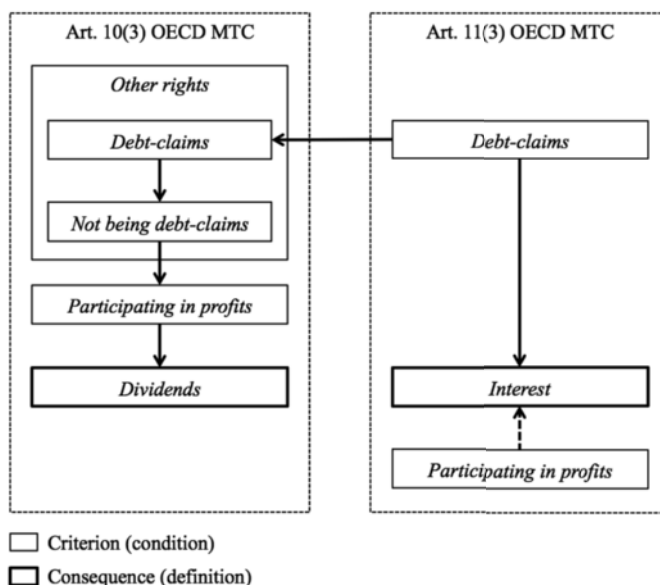 Art. 10(3) OECD MTC
Other rights
Debt-claims
Not being debt-claims
Participating in profits
Dividends
Art. 11(3) OECD MTC
Debt-claims
Interest
Participating in profits
Criterion (condition)
Consequence (definition)